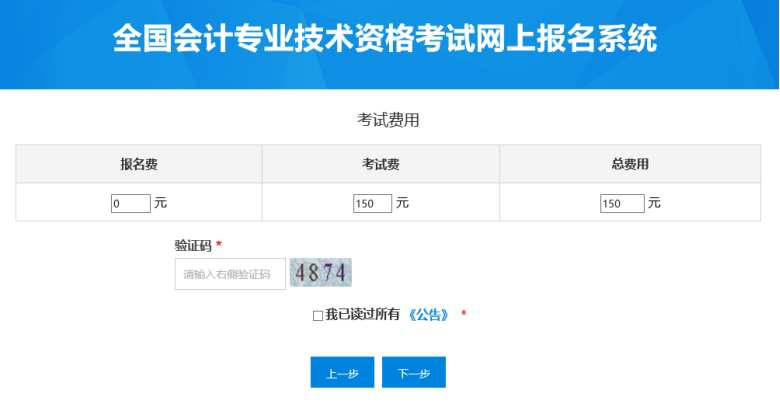 全国会计专业技术资格考试网上报名系统
考试费用
报名费 考试费 总费用
0 元 150 元 150 元
验证码 *
请输入右侧验证码 4874
我已读过所有 《公告》 *
上一步 下一步